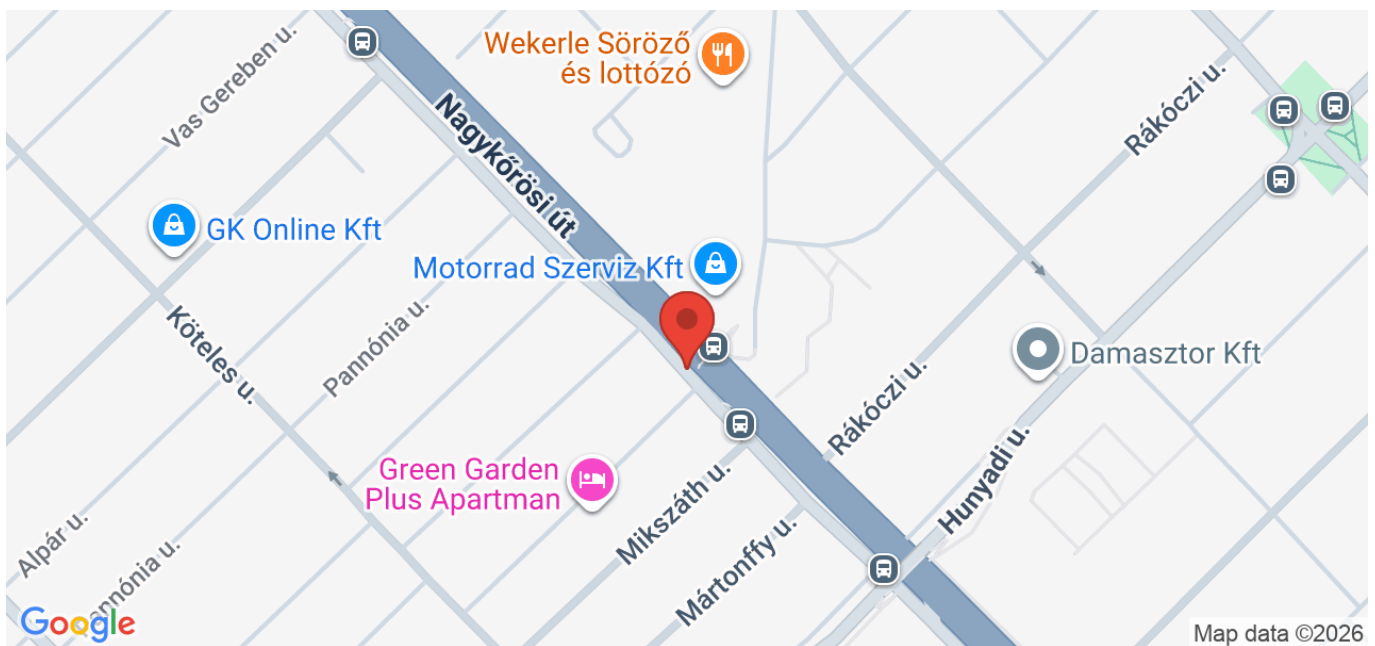 Wekerle Söröző
és lottózó
Vas Gereben u.
Rákóczi u.
Nagykőrösi út
GK Online Kft
Motorrad Szerviz Kft
Köteles u.
Pannónia u.
Damasztor Kft
Rákóczi u.
Green Garden
Plus Apartman
Mikszáth u.
Hunyadi u.
Alpár u.
Pannónia u.
Mártonffy u.
Google
Map data ©2026